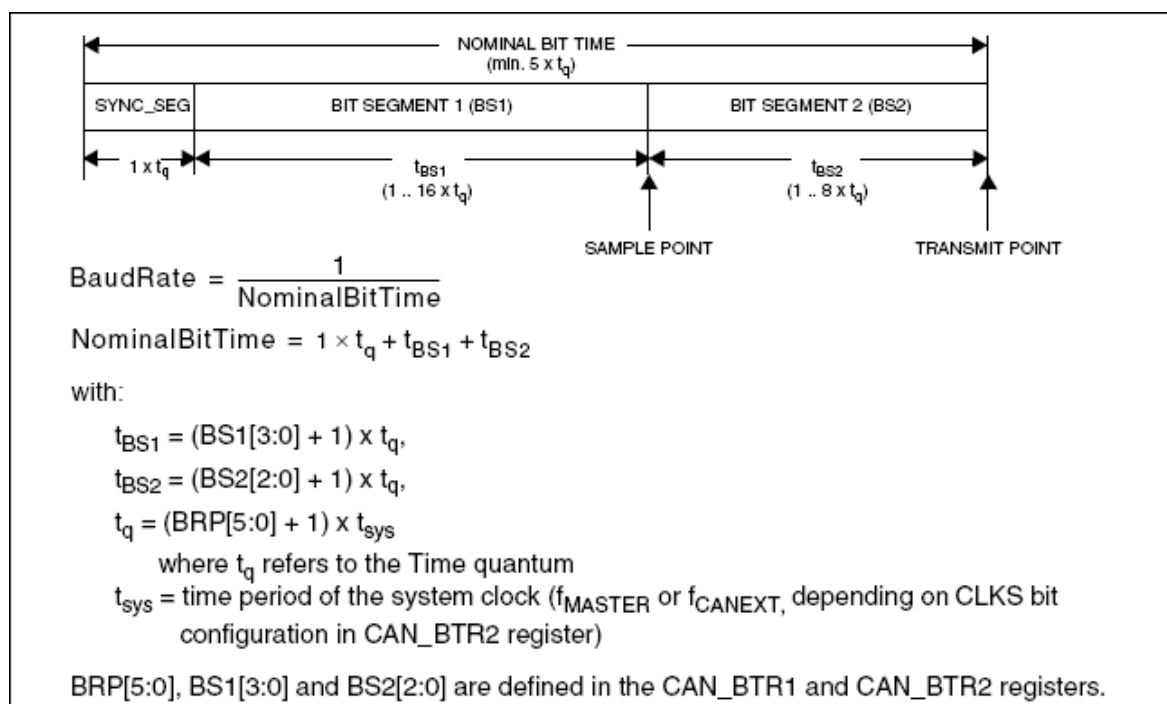 NOMINAL BIT TIME
(min. 5 x tq)
SYNC_SEG
BIT SEGMENT 1 (BS1)
BIT SEGMENT 2 (BS2)
1 x tq
tBS1
(1 .. 16 x tq)
tBS2
(1 .. 8 x tq)
SAMPLE POINT
TRANSMIT POINT
BaudRate = 1 / NominalBitTime
NominalBitTime = 1 × tq + tBS1 + tBS2
with:
tBS1 = (BS1[3:0] + 1) x tq,
tBS2 = (BS2[2:0] + 1) x tq,
tq = (BRP[5:0] + 1) x tsys
where tq refers to the Time quantum
tsys = time period of the system clock (fMASTER or fCANEXT, depending on CLKS bit
configuration in CAN_BTR2 register)
BRP[5:0], BS1[3:0] and BS2[2:0] are defined in the CAN_BTR1 and CAN_BTR2 registers.